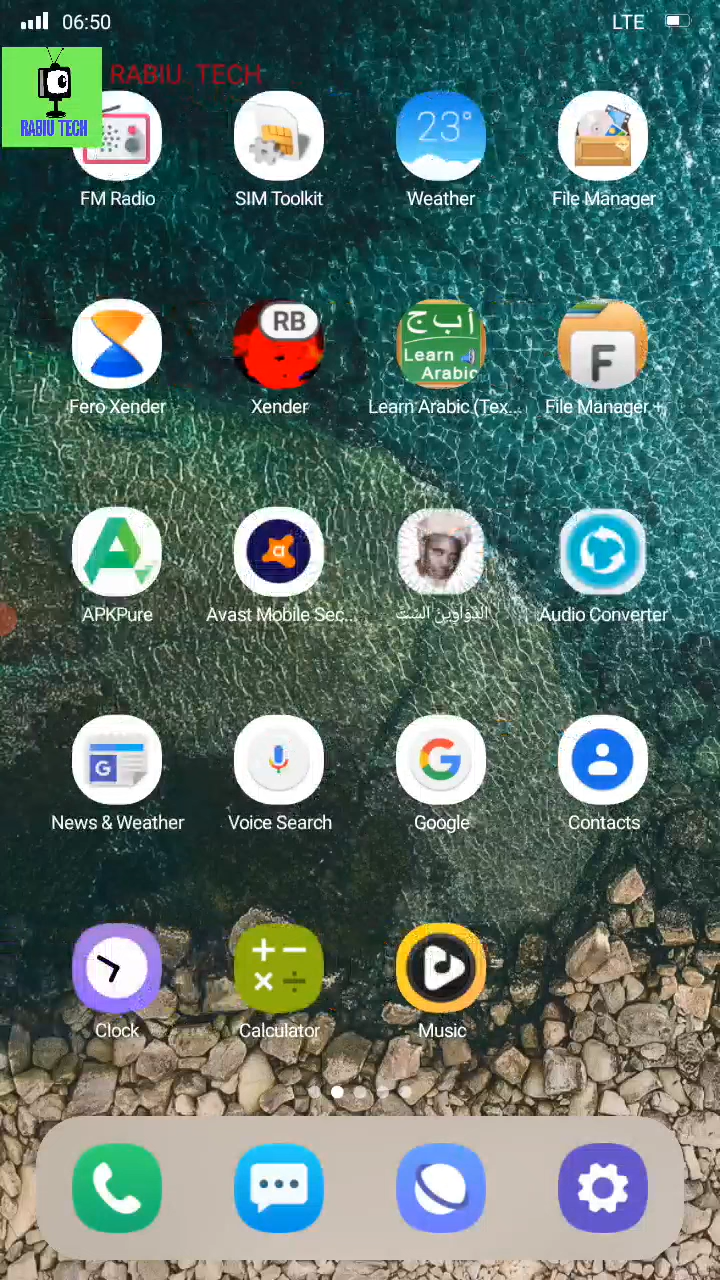 06:50 LTE
RABIU TECH
RABIU TECH
23°
FM Radio SIM Toolkit Weather File Manager
RB
أ ب ج
Learn
Arabic
F
Fero Xender Xender Learn Arabic (Tex... File Manager +
a
APKPure Avast Mobile Sec... الدواوين الست Audio Converter
G
G
News & Weather Voice Search Google Contacts
Clock Calculator Music